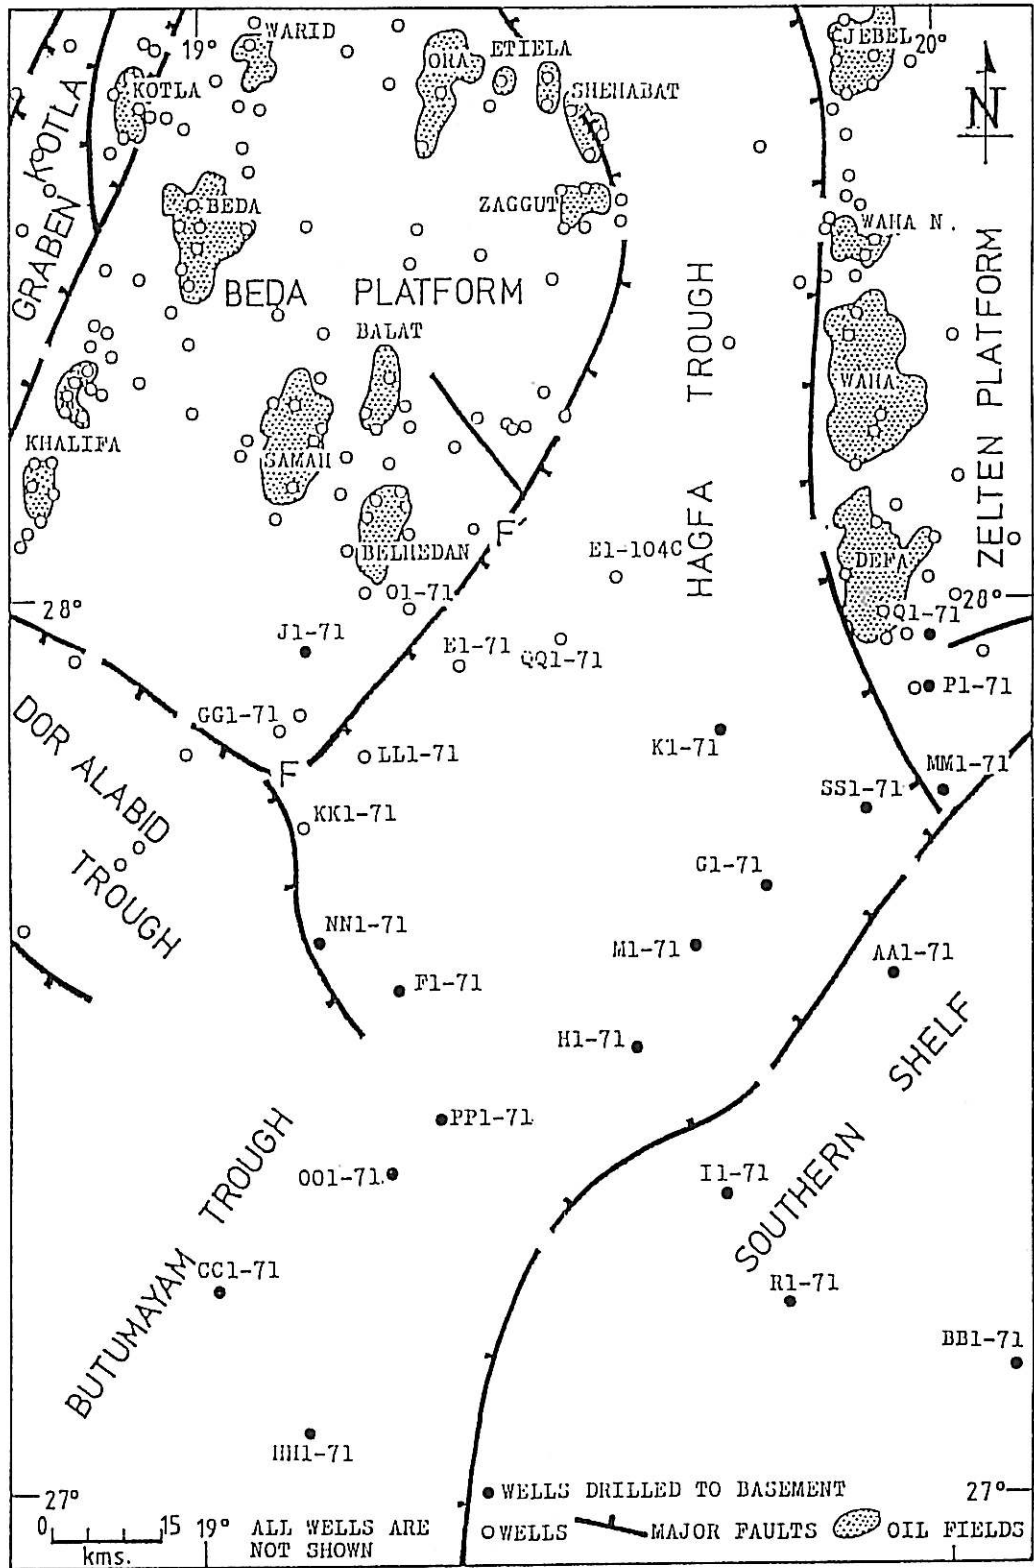 19°
20°
WARID
ETIELA
JEBEL
ORA
KOTLA
SHEHABAT
N
GRABEN KOTLA
BEDA
ZAGGUT
WAHA N.
BEDA PLATFORM
HAGFA TROUGH
ZELTEN PLATFORM
BALAT
WAHA
KHALIFA
SAMAH
F'
BELHEDAN
E1-104C
DEFA
28°
O1-71
28°
QQ1-71
J1-71
E1-71
QQ1-71
P1-71
GG1-71
LL1-71
K1-71
DOR ALABID TROUGH
F
SS1-71
MM1-71
KK1-71
G1-71
NN1-71
M1-71
AA1-71
F1-71
H1-71
SOUTHERN SHELF
PP1-71
OO1-71
I1-71
BUTUMAYAM TROUGH
CC1-71
R1-71
BB1-71
HH1-71
27°
27°
WELLS DRILLED TO BASEMENT
0 15
kms.
19°
ALL WELLS ARE
NOT SHOWN
WELLS
MAJOR FAULTS
OIL FIELDS